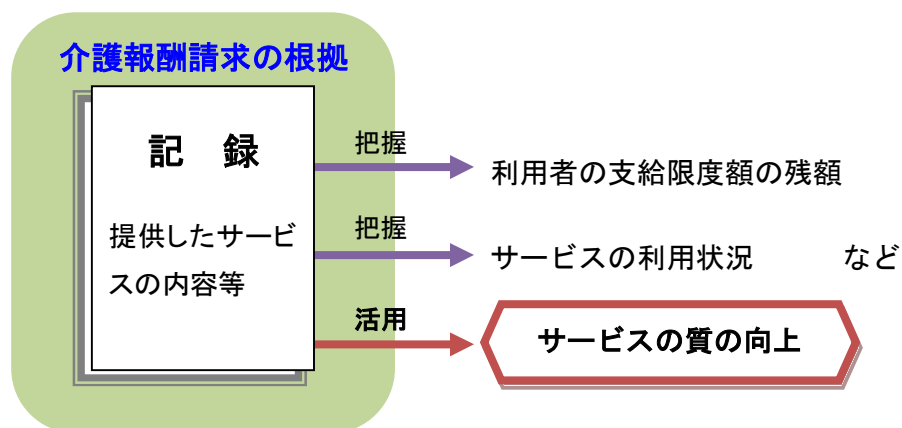 介護報酬請求の根拠
記　録
提供したサービ
スの内容等
把握
利用者の支給限度額の残額
把握
サービスの利用状況　　　など
活用
サービスの質の向上